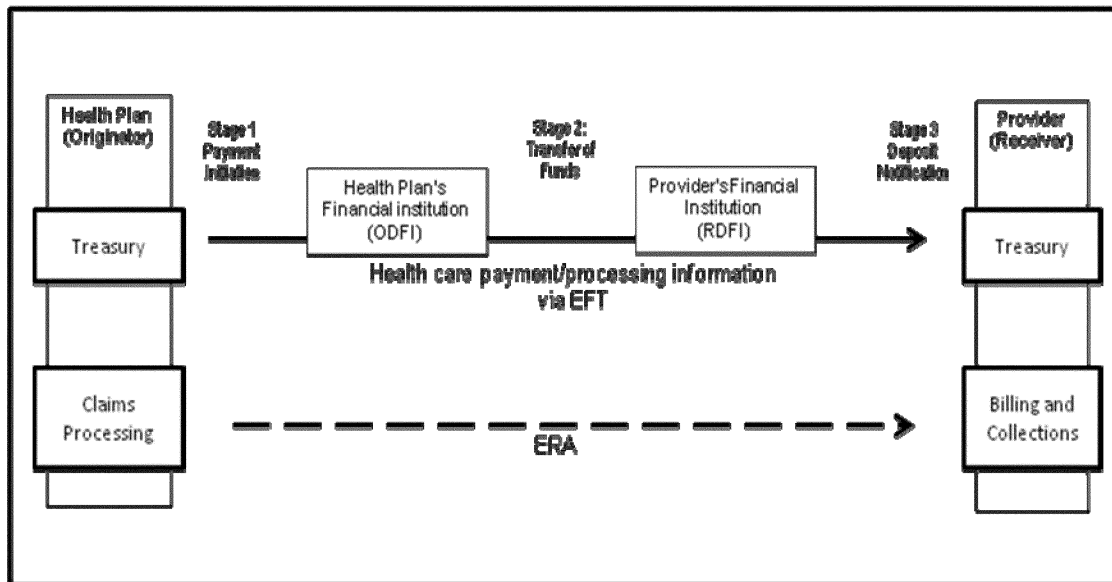 Health Plan
(Originator)
Stage 1
Payment
Initiation
Stage 2:
Transfer of
Funds
Stage 3
Deposit
Notification
Provider
(Receiver)
Health Plan's
Financial institution
(ODFI)
Provider's Financial
Institution
(RDFI)
Treasury
Treasury
Health care payment/processing information
via EFT
Claims
Processing
Billing and
Collections
ERA